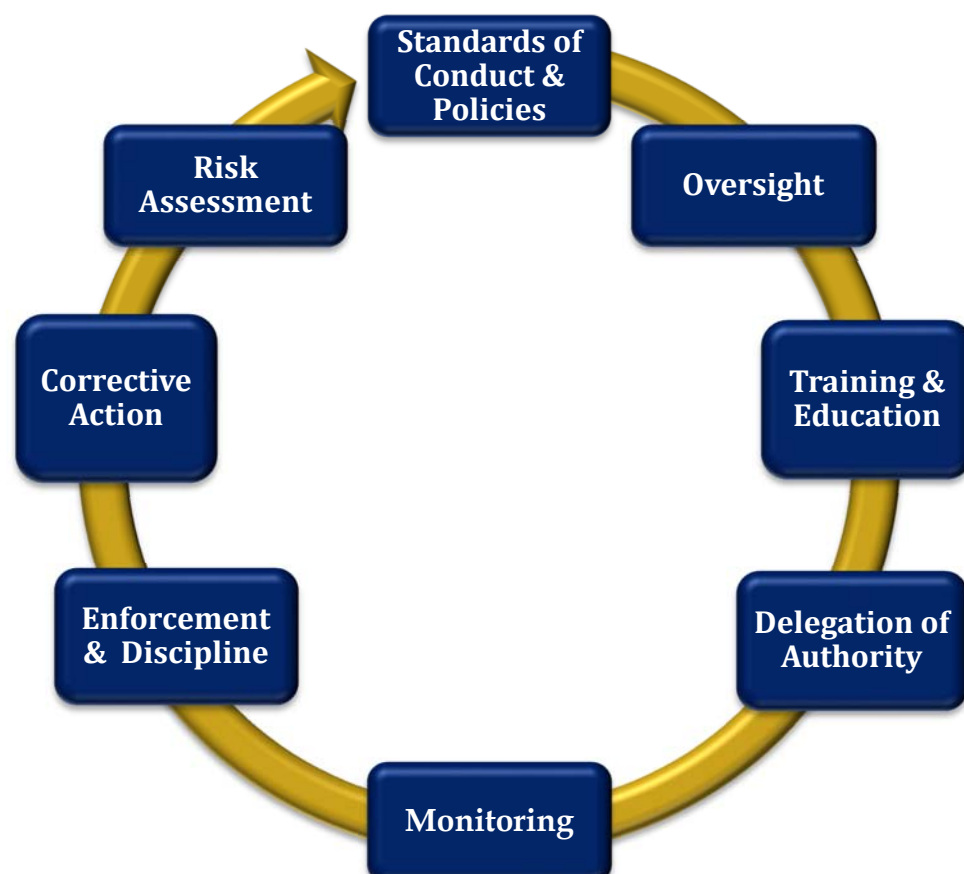 Standards of
Conduct &
Policies
Oversight
Training &
Education
Delegation of
Authority
Monitoring
Enforcement
& Discipline
Corrective
Action
Risk
Assessment